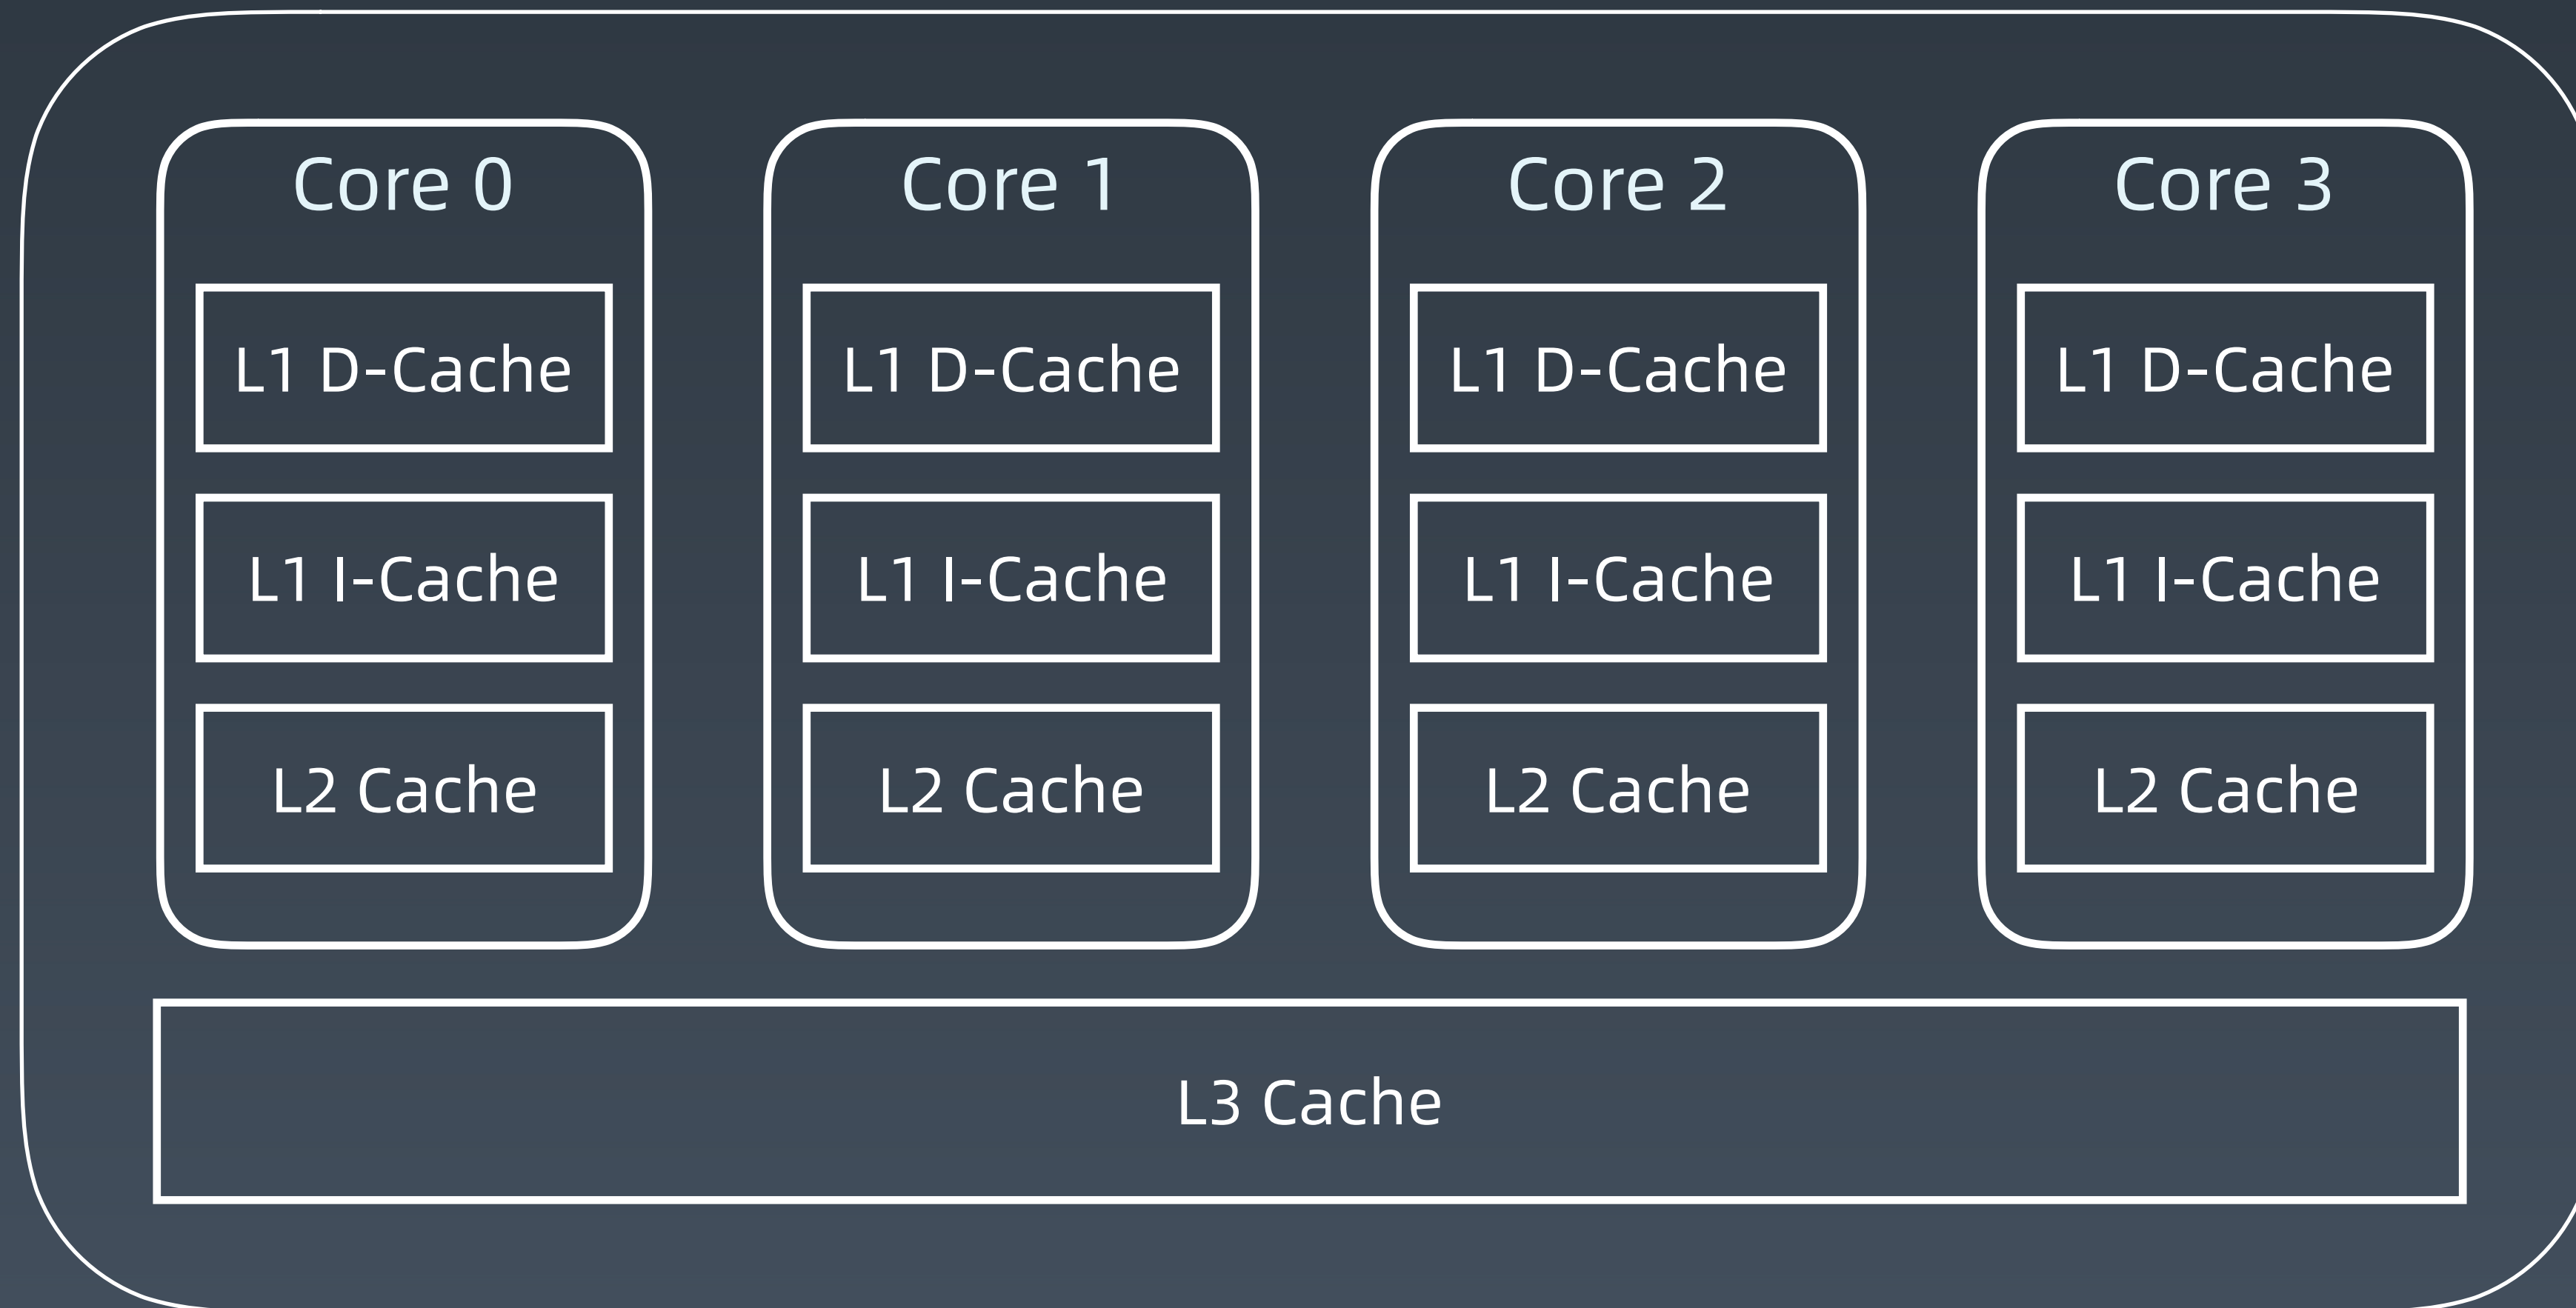 Core 0
L1 D-Cache
L1 I-Cache
L2 Cache
Core 1
L1 D-Cache
L1 I-Cache
L2 Cache
Core 2
L1 D-Cache
L1 I-Cache
L2 Cache
Core 3
L1 D-Cache
L1 I-Cache
L2 Cache
L3 Cache